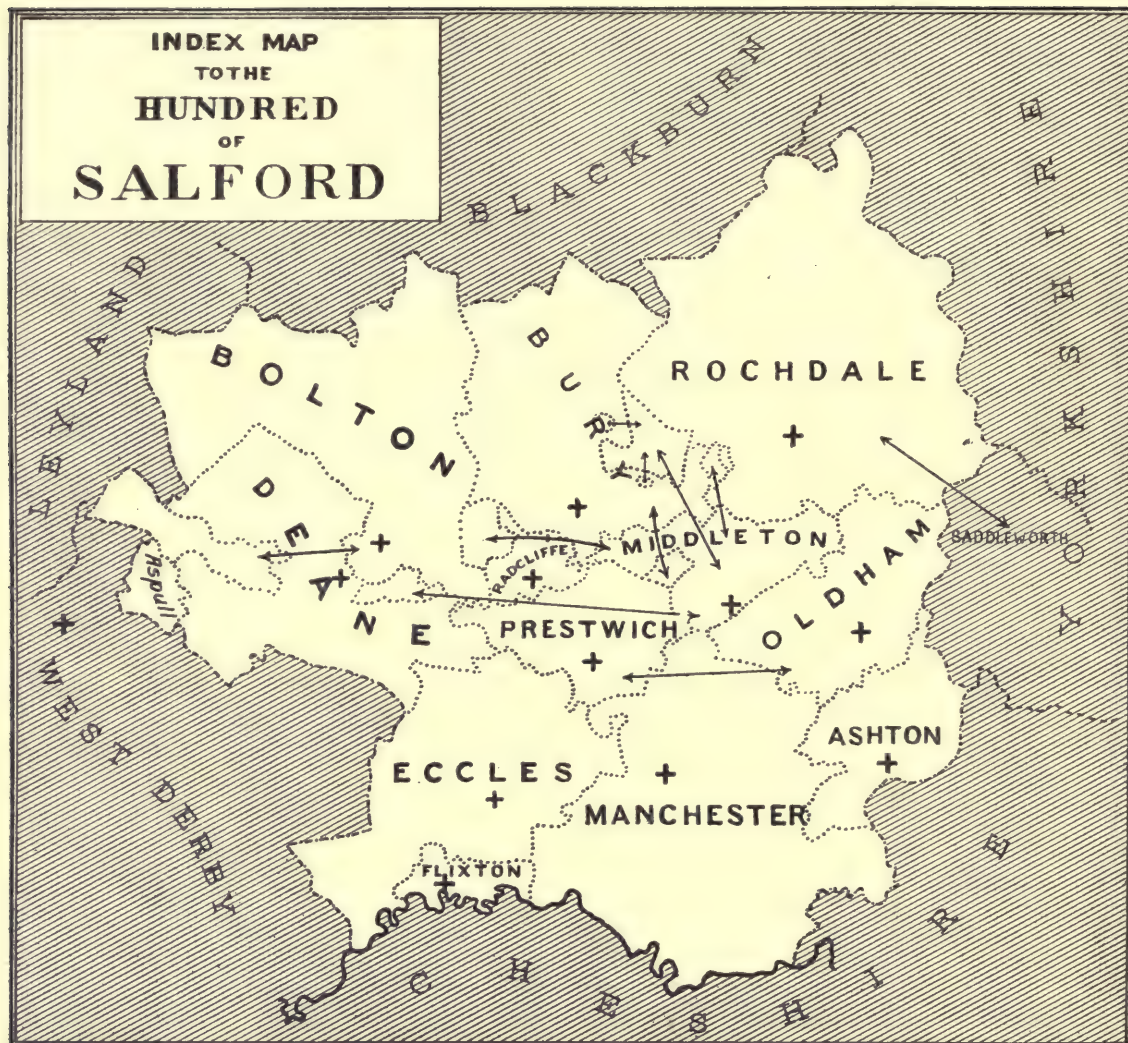 INDEX MAP
TO THE
HUNDRED
OF
SALFORD
BLACKBURN
YORKSHIRE
LEYLAND
BOLTON
BURY
ROCHDALE
DEANE
MIDDLETON
SADDLEWORTH
RADCLIFFE
OLDHAM
Aspull
PRESTWICH
WEST DERBY
ASHTON
ECCLES
MANCHESTER
FLIXTON
CHESHIRE